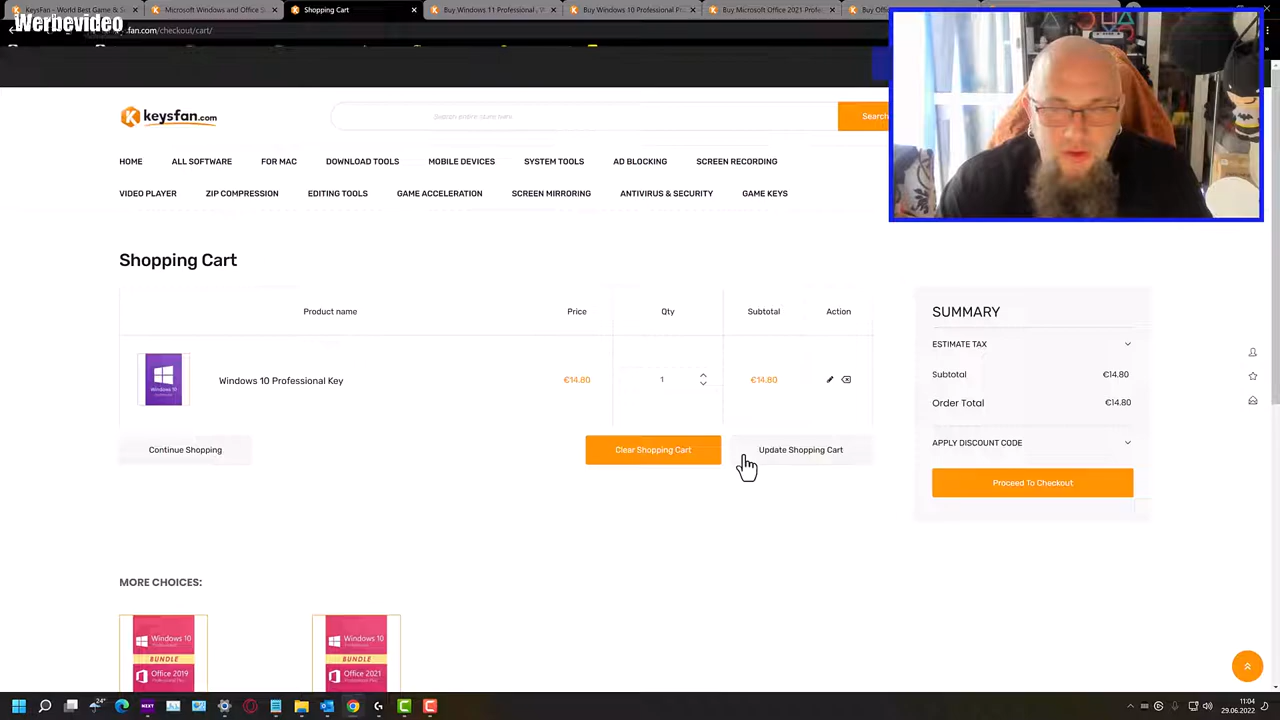 KeysFan - World Best Game & S
Microsoft Windows and Office S
Shopping Cart
Buy Windows 10 Professional Ke
Buy Windows 11 Professional
Buy Offi
Werbevideo
.fan.com/checkout/cart/
keysfan.com
Search
HOME
ALL SOFTWARE
FOR MAC
DOWNLOAD TOOLS
MOBILE DEVICES
SYSTEM TOOLS
AD BLOCKING
SCREEN RECORDING
VIDEO PLAYER
ZIP COMPRESSION
EDITING TOOLS
GAME ACCELERATION
SCREEN MIRRORING
ANTIVIRUS & SECURITY
GAME KEYS
Shopping Cart
Product name
Price
Qty
Subtotal
Action
Windows 10
Windows 10 Professional Key
€14.80
1
€14.80
Continue Shopping
Clear Shopping Cart
Update Shopping Cart
SUMMARY
ESTIMATE TAX
Subtotal
€14.80
Order Total
€14.80
APPLY DISCOUNT CODE
Proceed To Checkout
MORE CHOICES:
Windows 10
BUNDLE
Office 2019
Windows 10
BUNDLE
Office 2021
24°
NEXT
11:04
29.06.2022